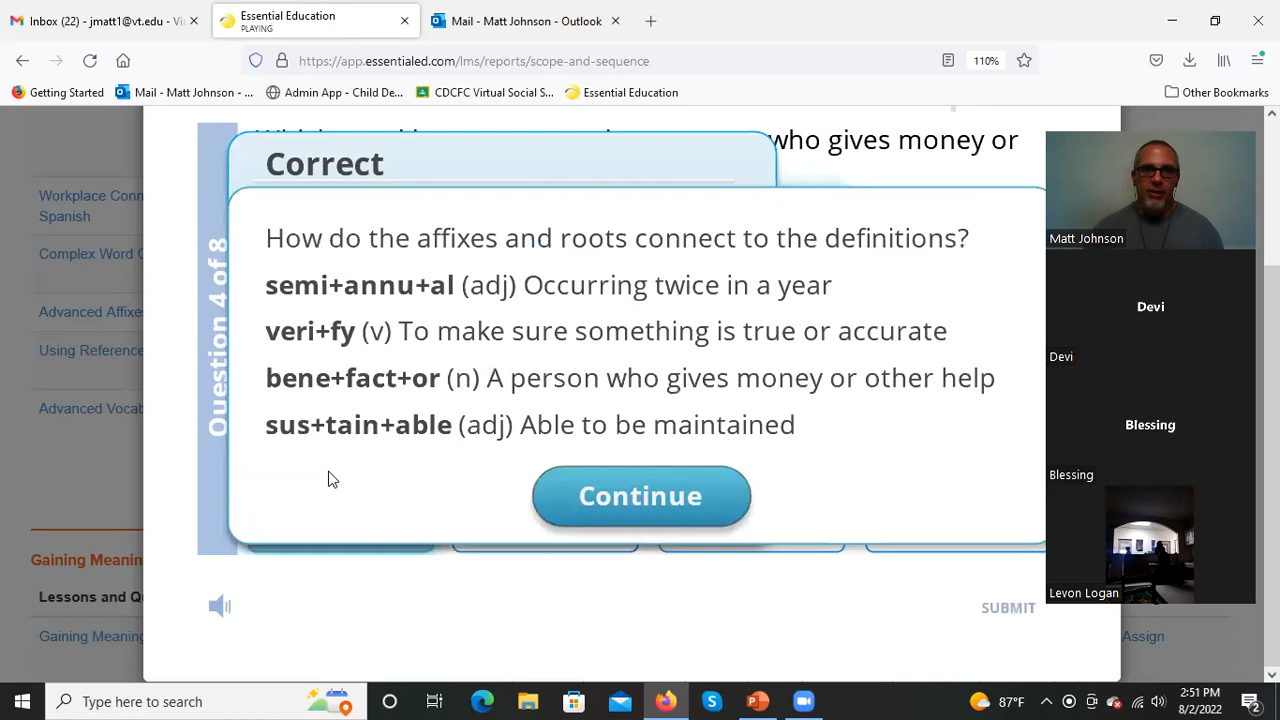 Inbox (22) - jmatt1@vt.edu - Vir
Essential Education
PLAYING
Mail - Matt Johnson - Outlook
https://app.essentialed.com/lms/reports/scope-and-sequence
110%
Getting Started
Mail - Matt Johnson - ...
Admin App - Child De...
CDCFC Virtual Social S...
Essential Education
Other Bookmarks
who gives money or
Correct
Workplace Conn
Spanish
Complex Word
Advanced Affixe
Using Reference
Advanced Vocab
Question 4 of 8
How do the affixes and roots connect to the definitions?
semi+annu+al (adj) Occurring twice in a year
veri+fy (v) To make sure something is true or accurate
bene+fact+or (n) A person who gives money or other help
sus+tain+able (adj) Able to be maintained
Continue
Matt Johnson
Devi
Devi
Blessing
Blessing
Levon Logan
Gaining Meaning
Lessons and Qu
Gaining Meaning
SUBMIT
Assign
Type here to search
87°F
2:51 PM
8/2/2022
2